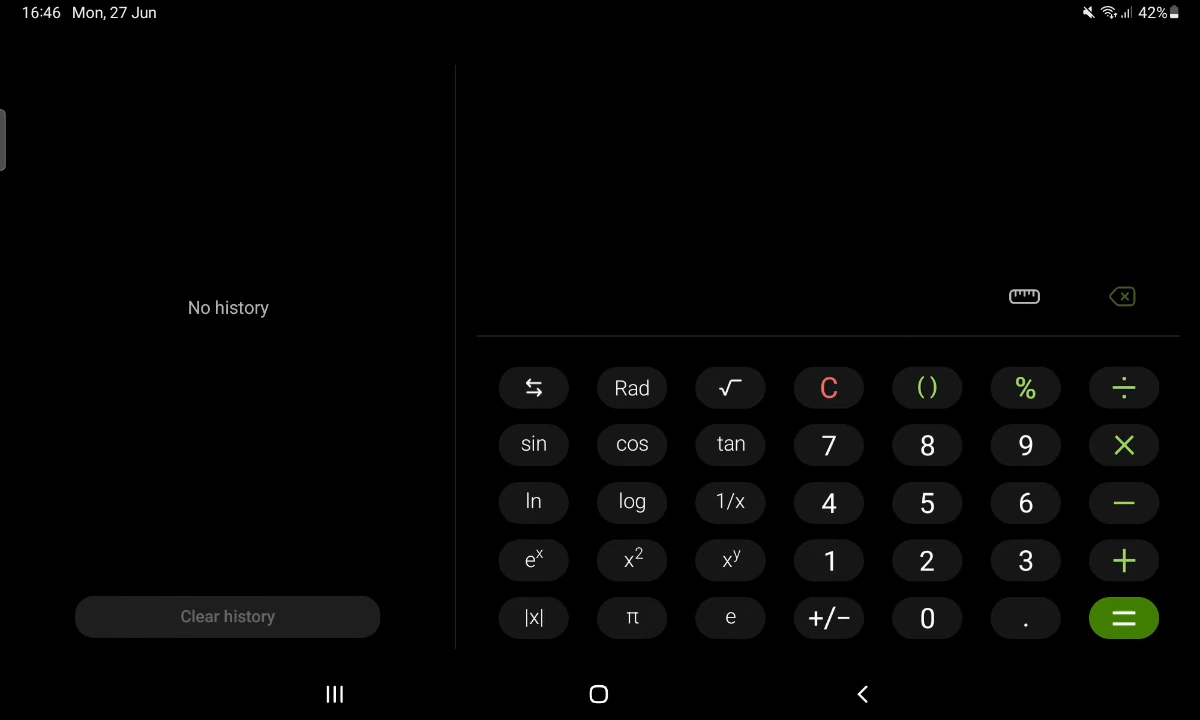 16:46 Mon, 27 Jun 42%
No history
Clear history
⇆ Rad √ C ( ) % ÷
sin cos tan 7 8 9 ×
ln log 1/x 4 5 6 −
eˣ x² xʸ 1 2 3 +
|x| π e +/− 0 . =